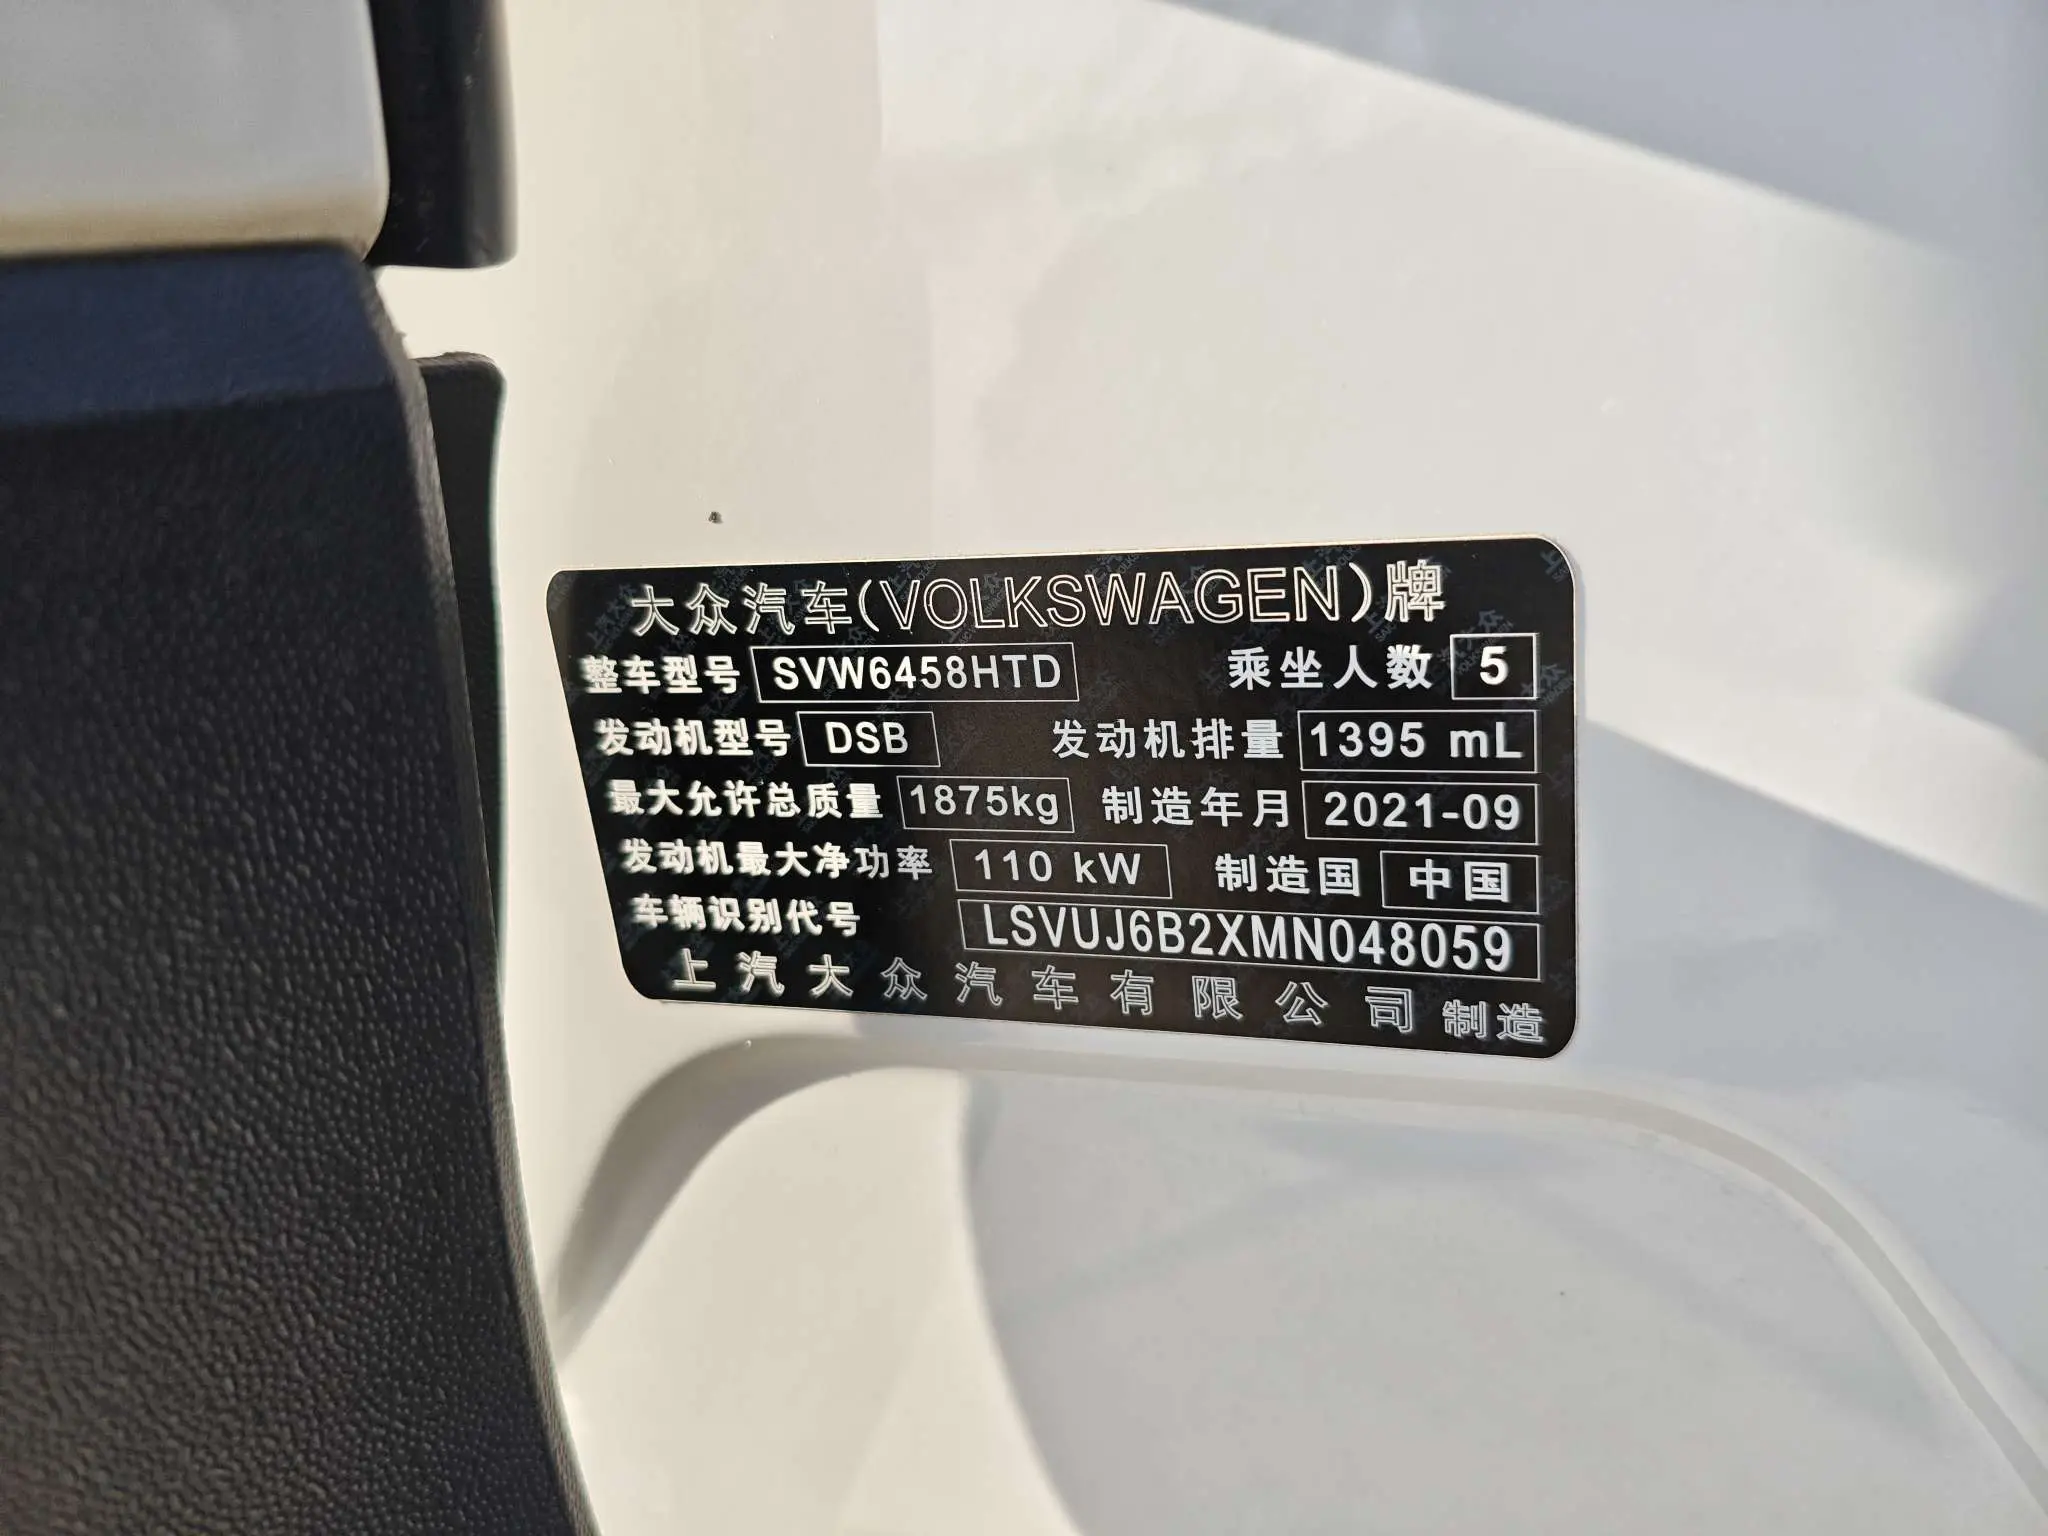 大众汽车(VOLKSWAGEN)牌
整车型号 SVW6458HTD 乘坐人数 5
发动机型号 DSB 发动机排量 1395 mL
最大允许总质量 1875kg 制造年月 2021-09
发动机最大净功率 110 kW 制造国 中国
车辆识别代号 LSVUJ6B2XMN048059
上汽大众汽车有限公司 制造